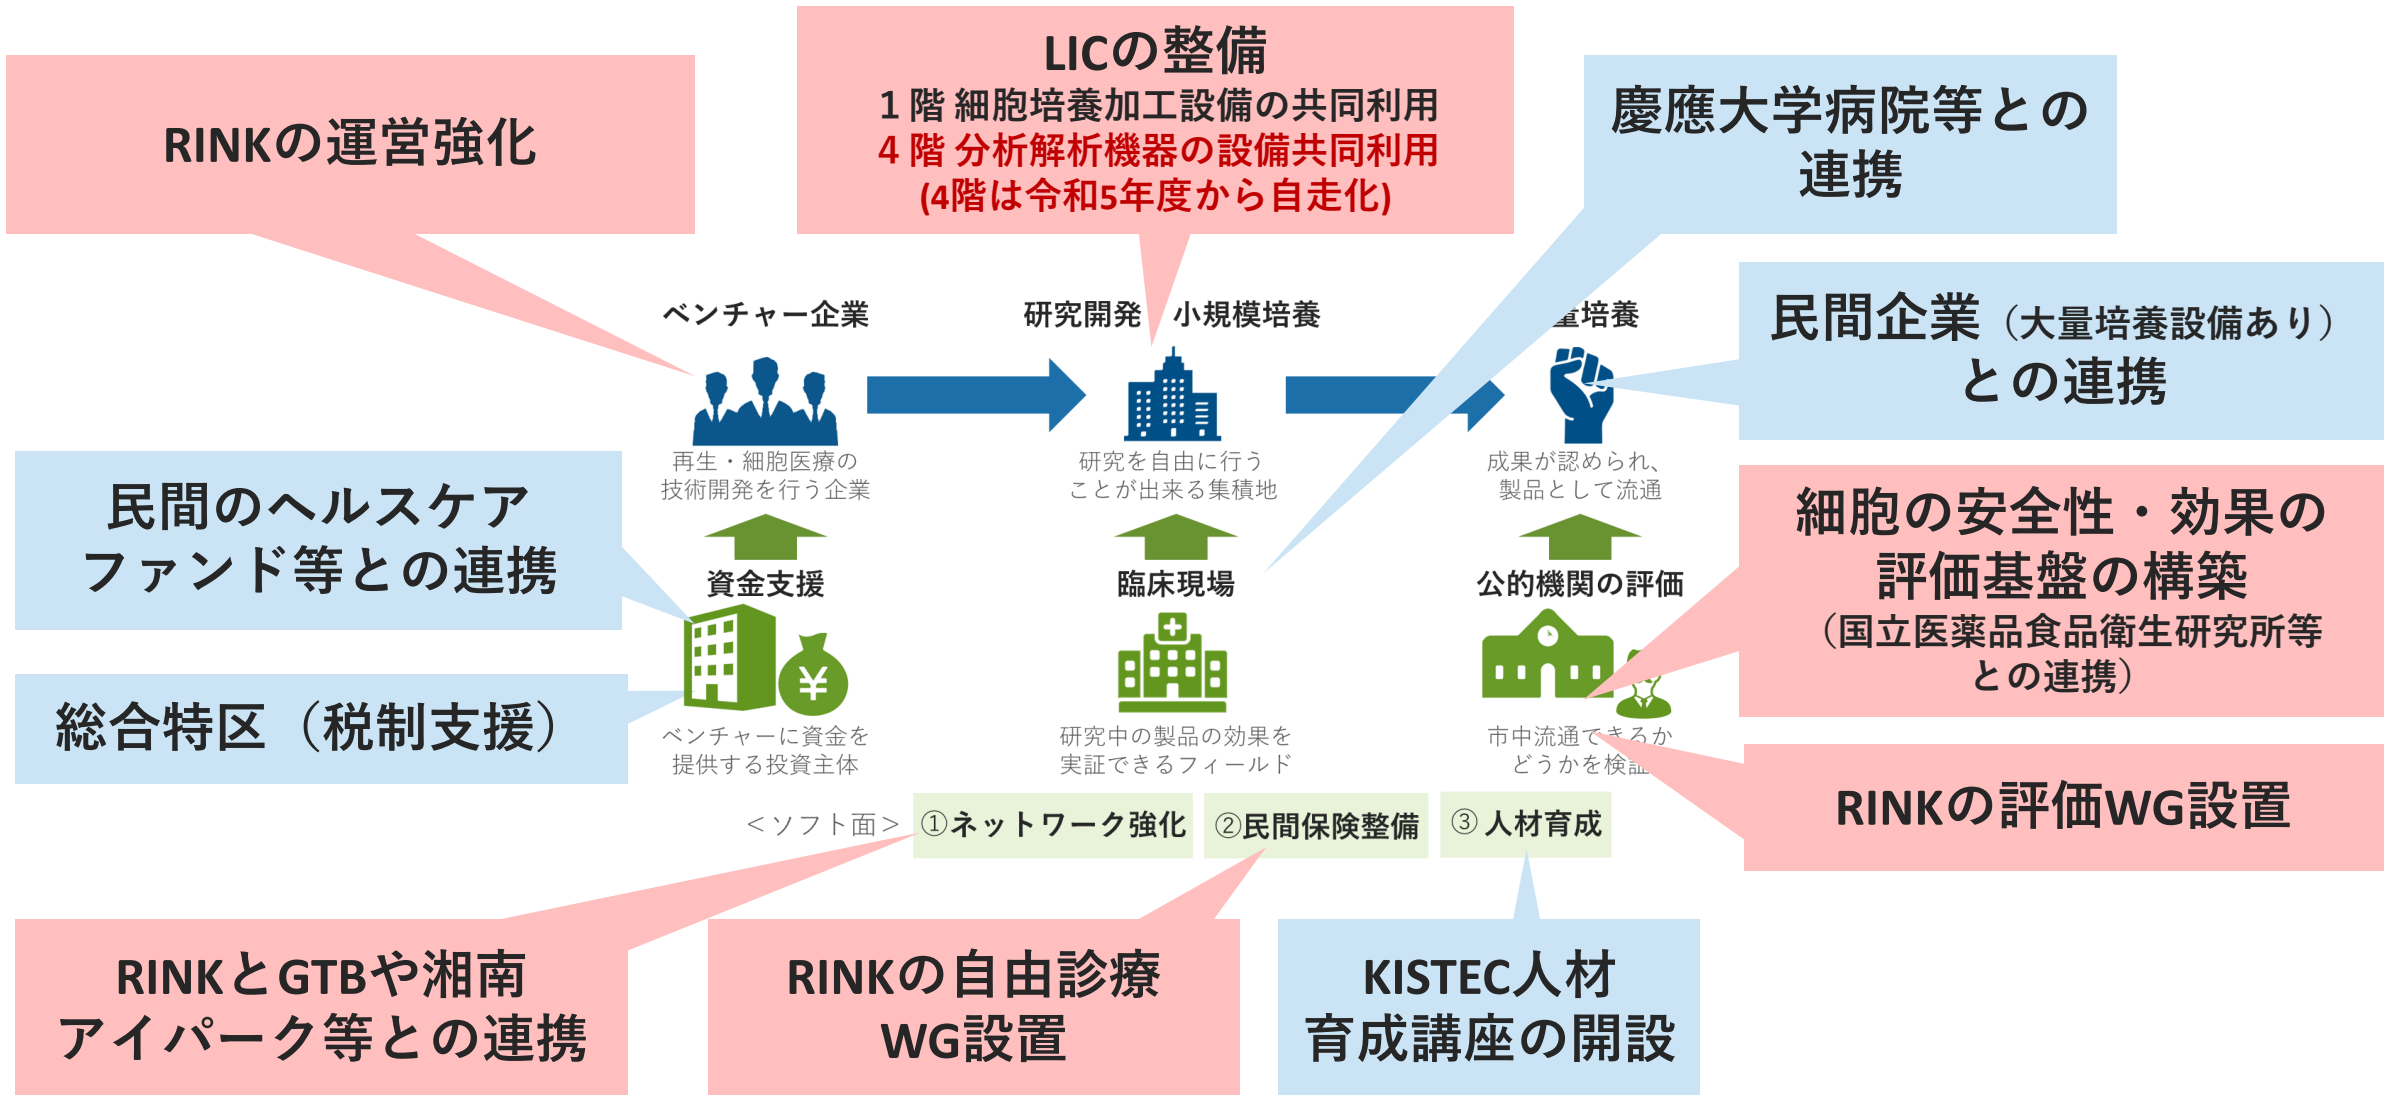 RINKの運営強化
LICの整備
１階 細胞培養加工設備の共同利用
４階 分析解析機器の設備共同利用
(4階は令和5年度から自走化)
慶應大学病院等との
連携
民間企業（大量培養設備あり）
との連携
ベンチャー企業
研究開発
小規模培養
量培養
再生・細胞医療の
技術開発を行う企業
研究を自由に行う
ことが出来る集積地
成果が認められ、
製品として流通
民間のヘルスケア
ファンド等との連携
総合特区（税制支援）
資金支援
臨床現場
公的機関の評価
¥
ベンチャーに資金を
提供する投資主体
研究中の製品の効果を
実証できるフィールド
市中流通できるか
どうかを検証
細胞の安全性・効果の
評価基盤の構築
（国立医薬品食品衛生研究所等
との連携）
RINKの評価WG設置
＜ソフト面＞
①ネットワーク強化
②民間保険整備
③ 人材育成
RINKとGTBや湘南
アイパーク等との連携
RINKの自由診療
WG設置
KISTEC人材
育成講座の開設